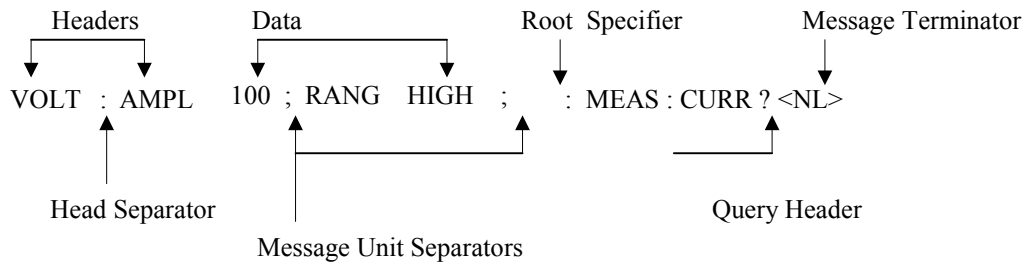 Headers Data Root Specifier Message Terminator
VOLT : AMPL 100 ; RANG HIGH ; : MEAS : CURR ? <NL>
Head Separator Query Header
Message Unit Separators